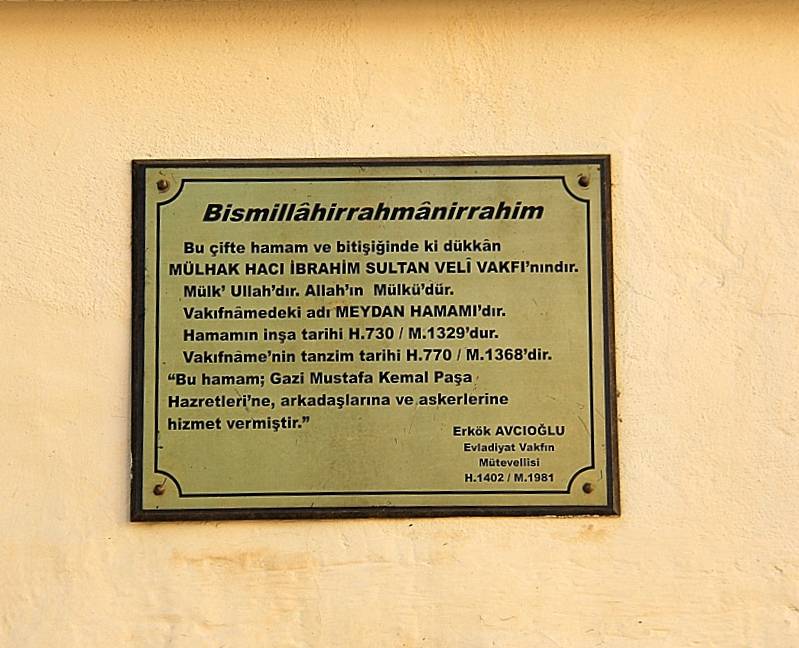 Bismillâhirrahmânirrahim
Bu çifte hamam ve bitişiğinde ki dükkân
MÜLHAK HACI İBRAHİM SULTAN VELÎ VAKFI'nındır.
Mülk' Ullah'dır. Allah'ın Mülkü'dür.
Vakıfnâmedeki adı MEYDAN HAMAMI'dır.
Hamamın inşa tarihi H.730 / M.1329'dur.
Vakıfnâme'nin tanzim tarihi H.770 / M.1368'dir.
“Bu hamam; Gazi Mustafa Kemal Paşa
Hazretleri'ne, arkadaşlarına ve askerlerine
hizmet vermiştir.”
Erkök AVCIOĞLU
Evladiyat Vakfın
Mütevellisi
H.1402 / M.1981